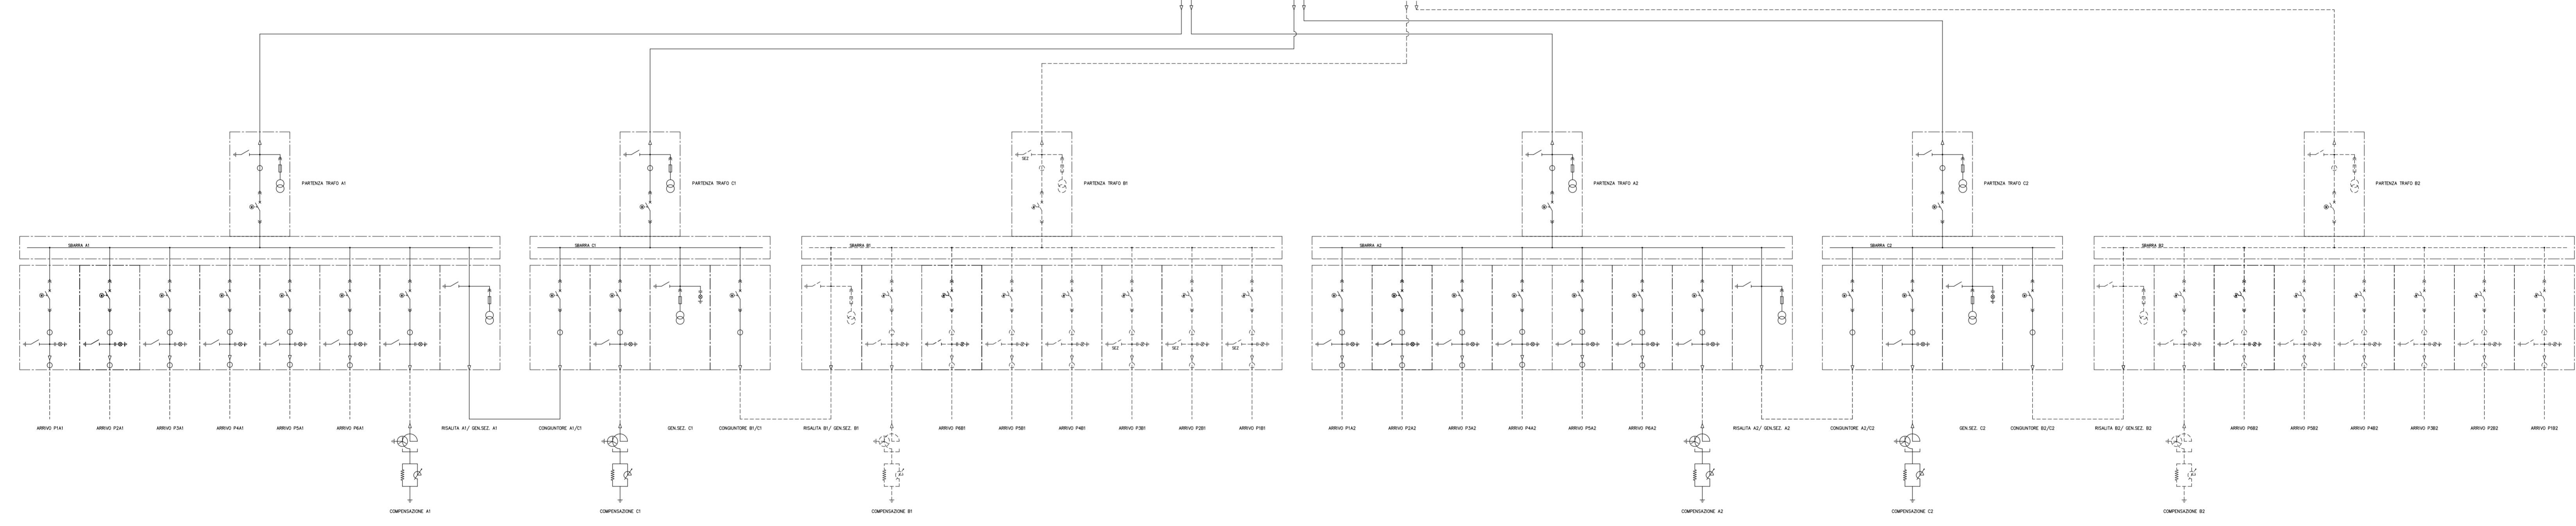 PARTENZA TRAFO A1
PARTENZA TRAFO C1
SEZ
PARTENZA TRAFO B1
PARTENZA TRAFO A2
PARTENZA TRAFO C2
PARTENZA TRAFO B2
SBARRA A1
SBARRA C1
SBARRA B1
SBARRA A2
SBARRA C2
SBARRA B2
SEZ
SEZ
SEZ
ARRIVO P1A1
ARRIVO P2A1
ARRIVO P3A1
ARRIVO P4A1
ARRIVO P5A1
ARRIVO P6A1
RISALITA A1/ GEN.SEZ. A1
CONGIUNTORE A1/C1
GEN.SEZ. C1
CONGIUNTORE B1/C1
RISALITA B1/ GEN.SEZ. B1
ARRIVO P6B1
ARRIVO P5B1
ARRIVO P4B1
ARRIVO P3B1
ARRIVO P2B1
ARRIVO P1B1
ARRIVO P1A2
ARRIVO P2A2
ARRIVO P3A2
ARRIVO P4A2
ARRIVO P5A2
ARRIVO P6A2
RISALITA A2/ GEN.SEZ. A2
CONGIUNTORE A2/C2
GEN.SEZ. C2
CONGIUNTORE B2/C2
RISALITA B2/ GEN.SEZ. B2
ARRIVO P6B2
ARRIVO P5B2
ARRIVO P4B2
ARRIVO P3B2
ARRIVO P2B2
ARRIVO P1B2
COMPENSAZIONE A1
COMPENSAZIONE C1
COMPENSAZIONE B1
COMPENSAZIONE A2
COMPENSAZIONE C2
COMPENSAZIONE B2